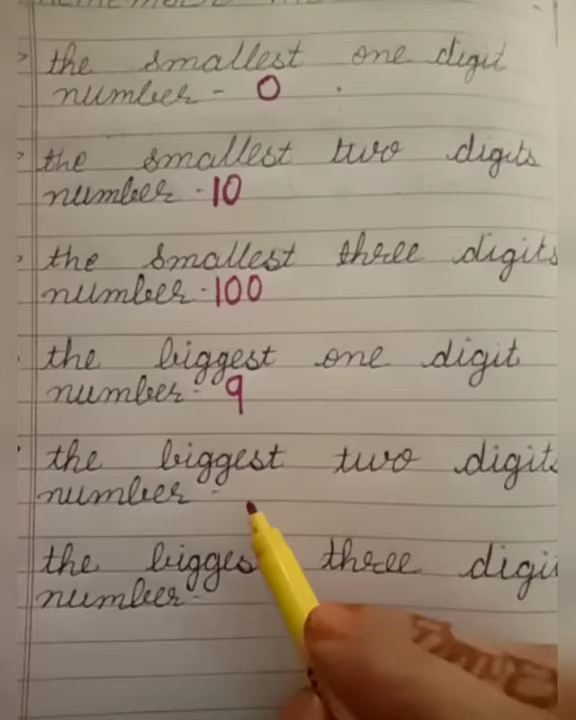 the smallest one digit
number - 0
the smallest two digits
number - 10
the smallest three digits
number - 100
the biggest one digit
number - 9
the biggest two digits
number -
the bigges three digi
number -